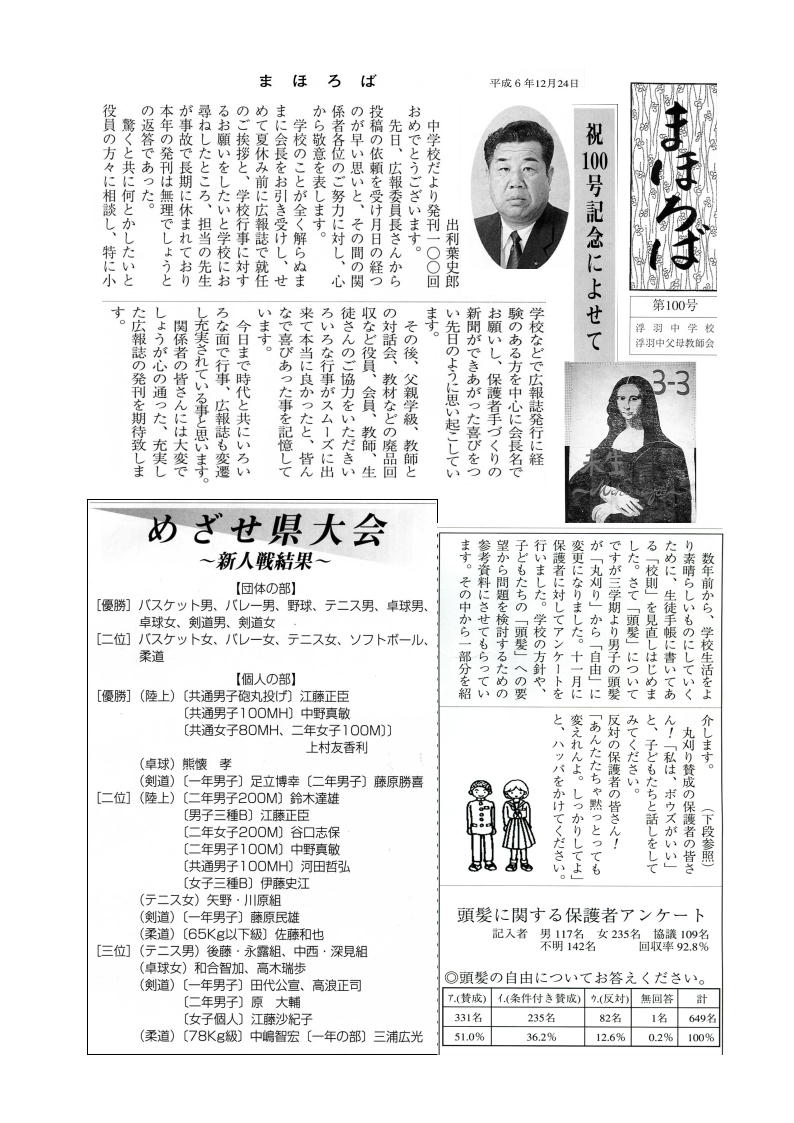 まほろば
平成6年12月24日
まほろば
第100号
浮羽中学校
浮羽中父母教師会
祝100号記念によせて
出利葉史郎
中学校だより発刊一〇〇回
おめでとうございます。
先日、広報委員長さんから
投稿の依頼を受け月日の経つ
のが早い思いと、その間の関
係者各位のご努力に対し、心
から敬意を表します。
学校のことが全く解らぬま
まに会長をお引き受けし、せ
めて夏休み前に広報誌で就任
のご挨拶と、学校行事に対す
るお願いをしたいと学校にお
尋ねしたところ、担当の先生
が事故で長期に休まれており
本年の発刊は無理でしょうと
の返答であった。
驚くと共に何とかしたいと
役員の方々に相談し、特に小
学校などで広報誌発行に経
験のある方を中心に会長名で
お願いし、保護者手づくりの
新聞ができあがった喜びをつ
い先日のように思い起こしてい
ます。
その後、父親学級、教師と
の対話会、教材などの廃品回
収など役員、会員、教師、生
徒さんのご協力をいただきい
ろいろな行事がスムーズに出
来て本当に良かったと、皆ん
なで喜びあった事を記憶して
います。
今日まで時代と共にいろい
ろな面で行事、広報誌も変遷
し充実されている事と思います。
関係者の皆さんには大変で
しょうが心の通った、充実し
た広報誌の発刊を期待致しま
す。
3-3
めざせ県大会
～新人戦結果～
【団体の部】
[優勝] バスケット男、バレー男、野球、テニス男、卓球男、
卓球女、剣道男、剣道女
[二位] バスケット女、バレー女、テニス女、ソフトボール、
柔道
【個人の部】
[優勝]（陸上）〔共通男子砲丸投げ〕江藤正臣
〔共通男子100MH〕中野真敏
〔共通女子80MH、二年女子100M〕〕
上村友香利
（卓球）熊懐 孝
（剣道）〔一年男子〕足立博幸〔二年男子〕藤原勝喜
[二位]（陸上）〔二年男子200M〕鈴木達雄
〔男子三種B〕江藤正臣
〔二年女子200M〕谷口志保
〔二年男子100M〕中野真敏
〔共通男子100MH〕河田哲弘
〔女子三種B〕伊藤史江
（テニス女）矢野・川原組
（剣道）〔一年男子〕藤原民雄
（柔道）〔65Kg以下級〕佐藤和也
[三位]（テニス男）後藤・永露組、中西・深見組
（卓球女）和合智加、高木瑞歩
（剣道）〔一年男子〕田代公宣、高浪正司
〔二年男子〕原 大輔
〔女子個人〕江藤沙紀子
（柔道）〔78Kg級〕中嶋智宏〔一年の部〕三浦広光
数年前から、学校生活をよ
り素晴らしいものにしていく
ために、生徒手帳に書いてあ
る「校則」を見直しはじめま
した。さて「頭髪」について
ですが三学期より男子の頭髪
が「丸刈り」から「自由」に
変更になりました。十一月に
保護者に対してアンケートを
行いました。学校の方針や、
子どもたちの「頭髪」への要
望から問題を検討するための
参考資料にさせてもらってい
ます。その中から一部分を紹
介します。 （下段参照）
丸刈り賛成の保護者の皆さ
ん！「私は、ボウズがいい」
と、子どもたちと話しをして
みてください。
反対の保護者の皆さん！
「あんたたちゃ黙っとっても
変えれんよ。しっかりしてよ」
と、ハッパをかけてください。
頭髪に関する保護者アンケート
記入者 男 117名 女 235名 協議 109名
不明 142名 回収率 92.8%
◎頭髪の自由についてお答えください。
ｱ.(賛成) ｲ.(条件付き賛成) ｳ.(反対) 無回答 計
331名 235名 82名 1名 649名
51.0% 36.2% 12.6% 0.2% 100%